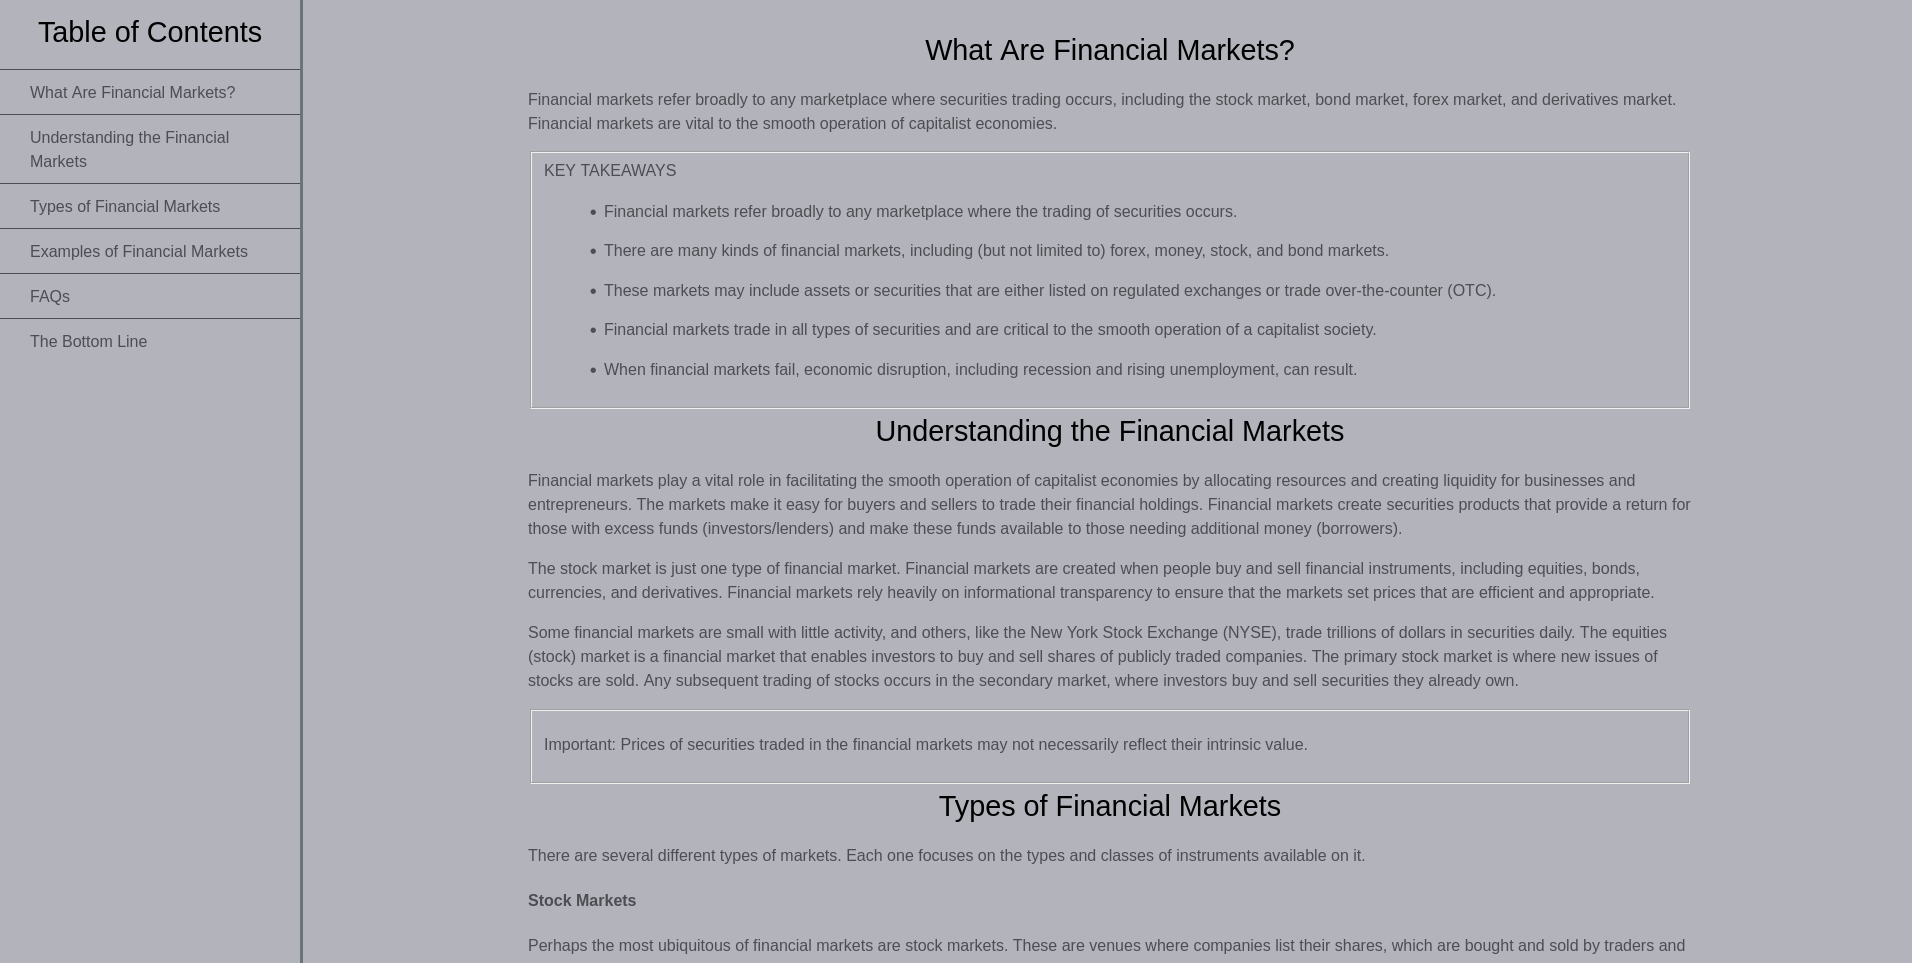 Table of Contents
What Are Financial Markets?
Understanding the Financial
Markets
Types of Financial Markets
Examples of Financial Markets
FAQs
The Bottom Line
What Are Financial Markets?
Financial markets refer broadly to any marketplace where securities trading occurs, including the stock market, bond market, forex market, and derivatives market.
Financial markets are vital to the smooth operation of capitalist economies.
KEY TAKEAWAYS
• Financial markets refer broadly to any marketplace where the trading of securities occurs.
• There are many kinds of financial markets, including (but not limited to) forex, money, stock, and bond markets.
• These markets may include assets or securities that are either listed on regulated exchanges or trade over-the-counter (OTC).
• Financial markets trade in all types of securities and are critical to the smooth operation of a capitalist society.
• When financial markets fail, economic disruption, including recession and rising unemployment, can result.
Understanding the Financial Markets
Financial markets play a vital role in facilitating the smooth operation of capitalist economies by allocating resources and creating liquidity for businesses and
entrepreneurs. The markets make it easy for buyers and sellers to trade their financial holdings. Financial markets create securities products that provide a return for
those with excess funds (investors/lenders) and make these funds available to those needing additional money (borrowers).
The stock market is just one type of financial market. Financial markets are created when people buy and sell financial instruments, including equities, bonds,
currencies, and derivatives. Financial markets rely heavily on informational transparency to ensure that the markets set prices that are efficient and appropriate.
Some financial markets are small with little activity, and others, like the New York Stock Exchange (NYSE), trade trillions of dollars in securities daily. The equities
(stock) market is a financial market that enables investors to buy and sell shares of publicly traded companies. The primary stock market is where new issues of
stocks are sold. Any subsequent trading of stocks occurs in the secondary market, where investors buy and sell securities they already own.
Important: Prices of securities traded in the financial markets may not necessarily reflect their intrinsic value.
Types of Financial Markets
There are several different types of markets. Each one focuses on the types and classes of instruments available on it.
Stock Markets
Perhaps the most ubiquitous of financial markets are stock markets. These are venues where companies list their shares, which are bought and sold by traders and